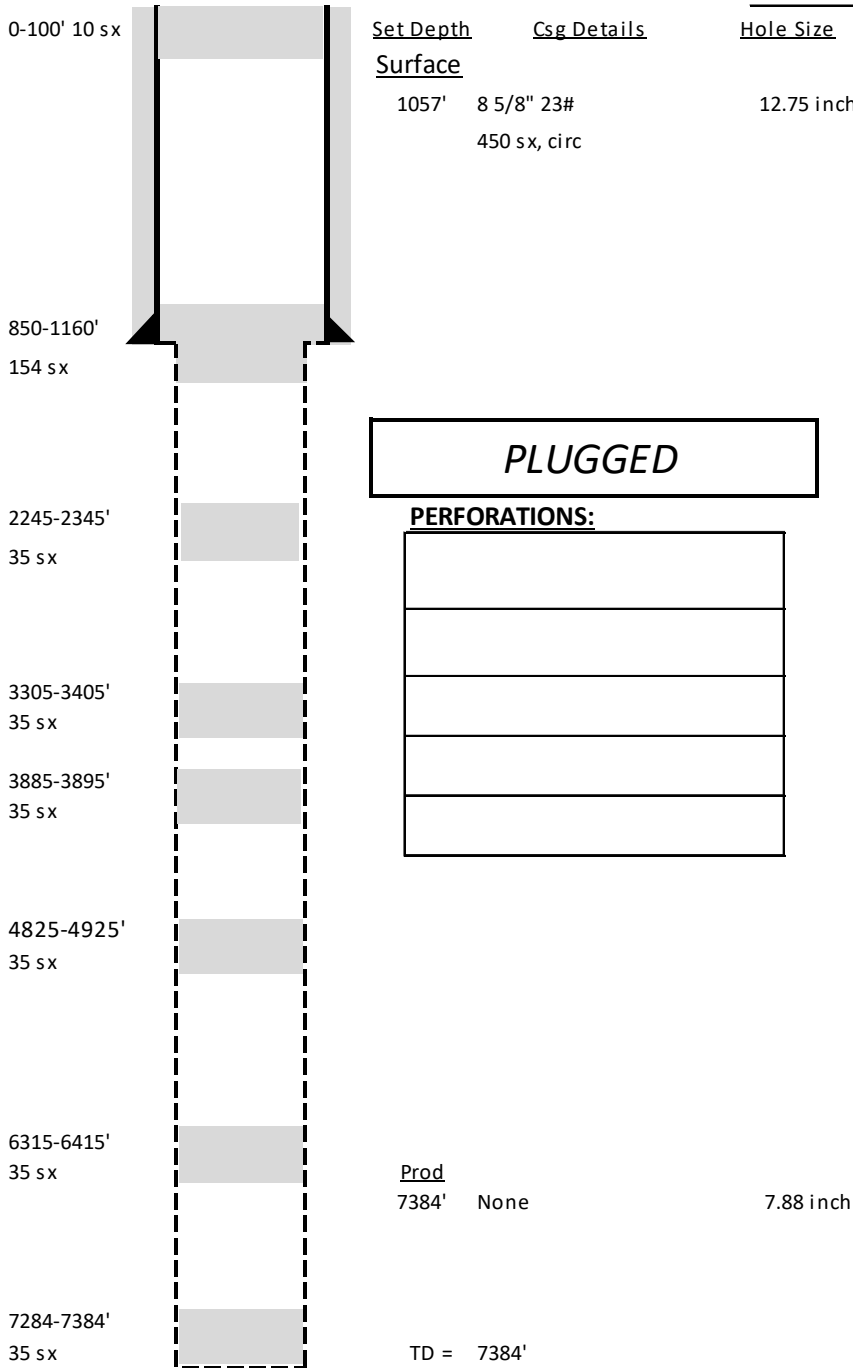 0-100' 10 sx
Set Depth Csg Details Hole Size
Surface
1057' 8 5/8" 23# 12.75 inch
450 sx, circ
850-1160'
154 sx
PLUGGED
2245-2345'
35 sx
PERFORATIONS:
3305-3405'
35 sx
3885-3895'
35 sx
4825-4925'
35 sx
6315-6415'
35 sx
Prod
7384' None 7.88 inch
7284-7384'
35 sx
TD = 7384'